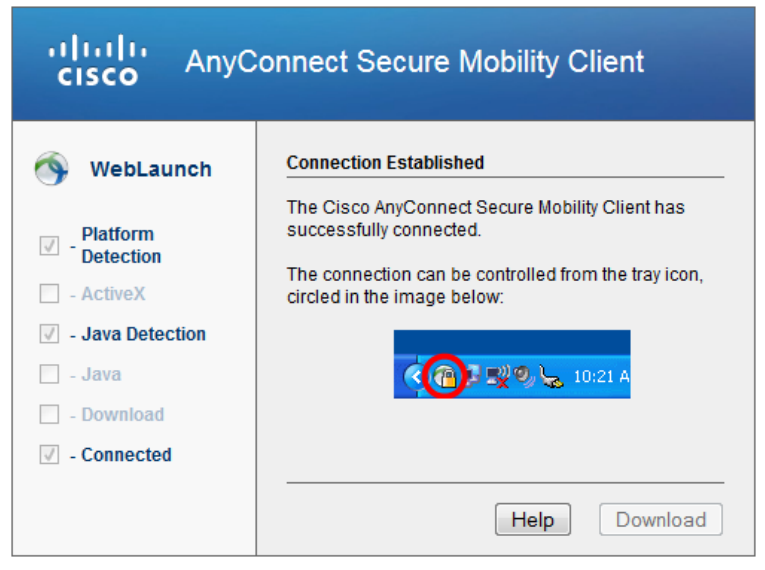 CISCO
AnyConnect Secure Mobility Client
WebLaunch
- Platform
Detection
- ActiveX
- Java Detection
- Java
- Download
- Connected
Connection Established
The Cisco AnyConnect Secure Mobility Client has
successfully connected.
The connection can be controlled from the tray icon,
circled in the image below:
10:21 A
Help
Download